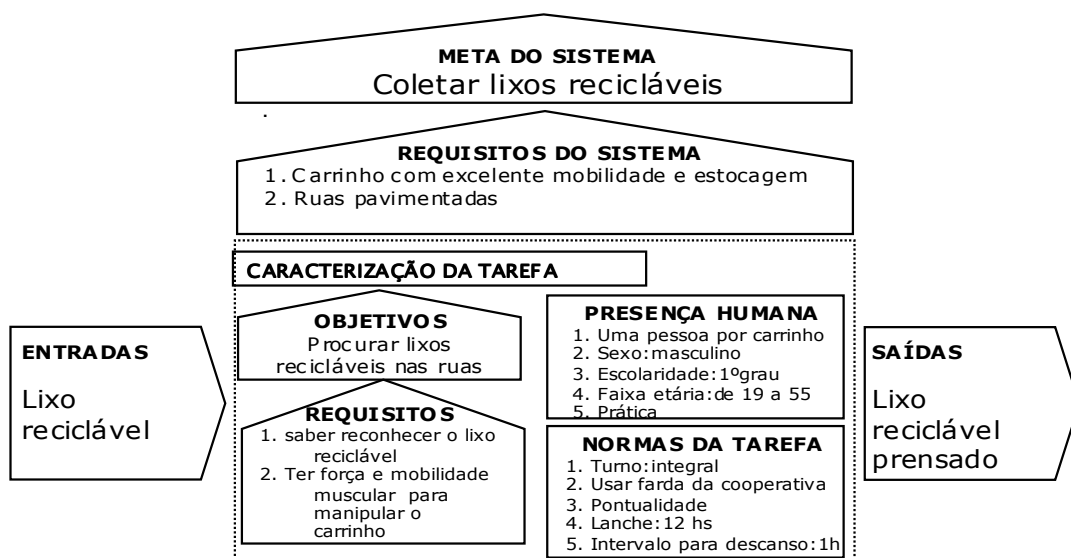 META DO SISTEMA
Coletar lixos recicláveis
.
REQUISITOS DO SISTEMA
1. Carrinho com excelente mobilidade e estocagem
2. Ruas pavimentadas
CARACTERIZAÇÃO DA TAREFA
OBJETIVOS
Procurar lixos
recicláveis nas ruas
REQUISITOS
1. saber reconhecer o lixo
reciclável
2. Ter força e mobilidade
muscular para
manipular o
carrinho
PRESENÇA HUMANA
1. Uma pessoa por carrinho
2. Sexo:masculino
3. Escolaridade:1ºgrau
4. Faixa etária:de 19 a 55
5. Prática
NORMAS DA TAREFA
1. Turno:integral
2. Usar farda da cooperativa
3. Pontualidade
4. Lanche:12 hs
5. Intervalo para descanso:1h
ENTRADAS
Lixo
reciclável
SAÍDAS
Lixo
reciclável
prensado